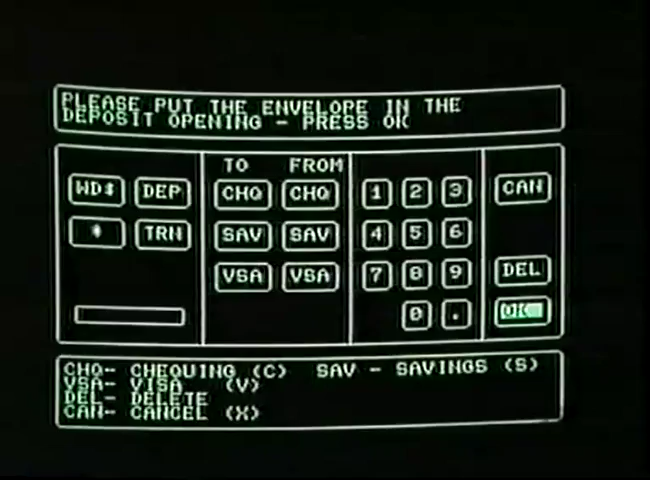 PLEASE PUT THE ENVELOPE IN THE
DEPOSIT OPENING - PRESS OK
TO FROM
WD$ DEP CHQ CHQ 1 2 3 CAN
* TRN SAV SAV 4 5 6
VSA VSA 7 8 9 DEL
0 . OK
CHQ- CHEQUING (C) SAV - SAVINGS (S)
VSA- VISA (V)
DEL- DELETE
CAN- CANCEL (X)